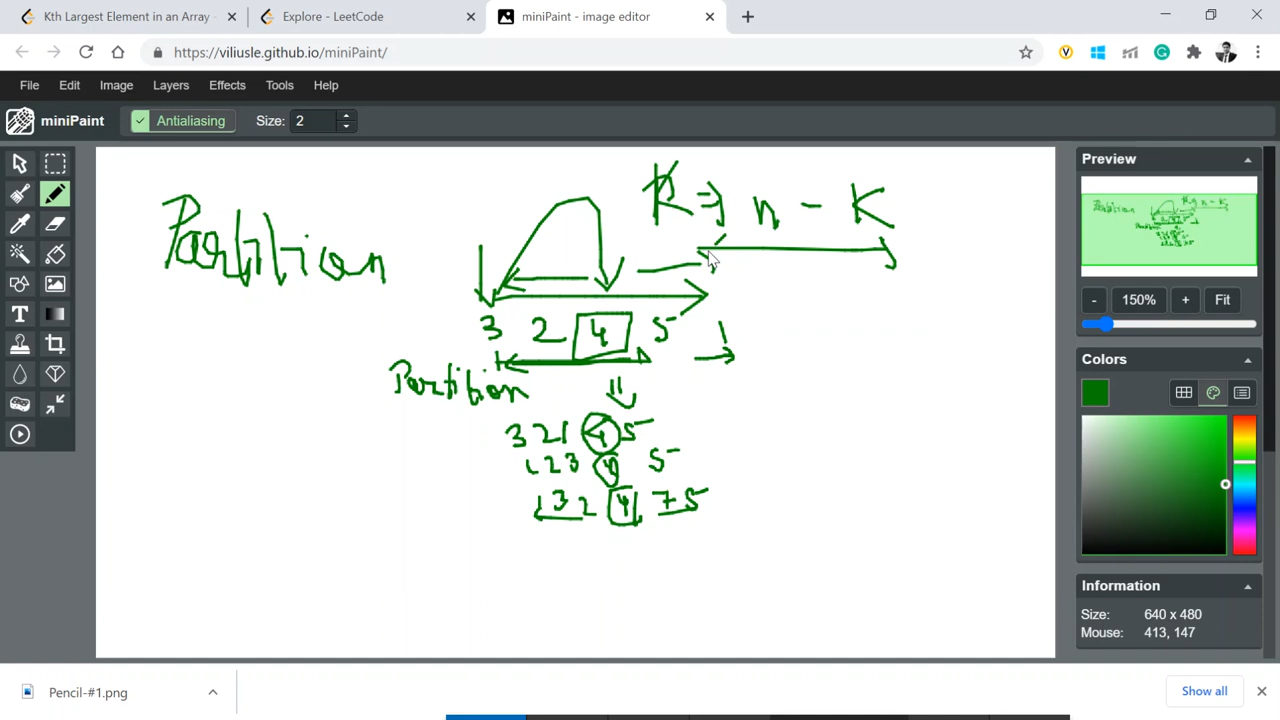 Kth Largest Element in an Array
Explore - LeetCode
miniPaint - image editor
https://viliusle.github.io/miniPaint/
File Edit Image Layers Effects Tools Help
miniPaint
Antialiasing Size: 2
Preview
K => n - K
Partition
3 2 4 5 1
Partition
3 2 1 4 5
1 2 3 4 5
1 3 2 4 7 5
- 150% + Fit
Colors
Information
Size: 640 x 480
Mouse: 413, 147
Pencil-#1.png
Show all